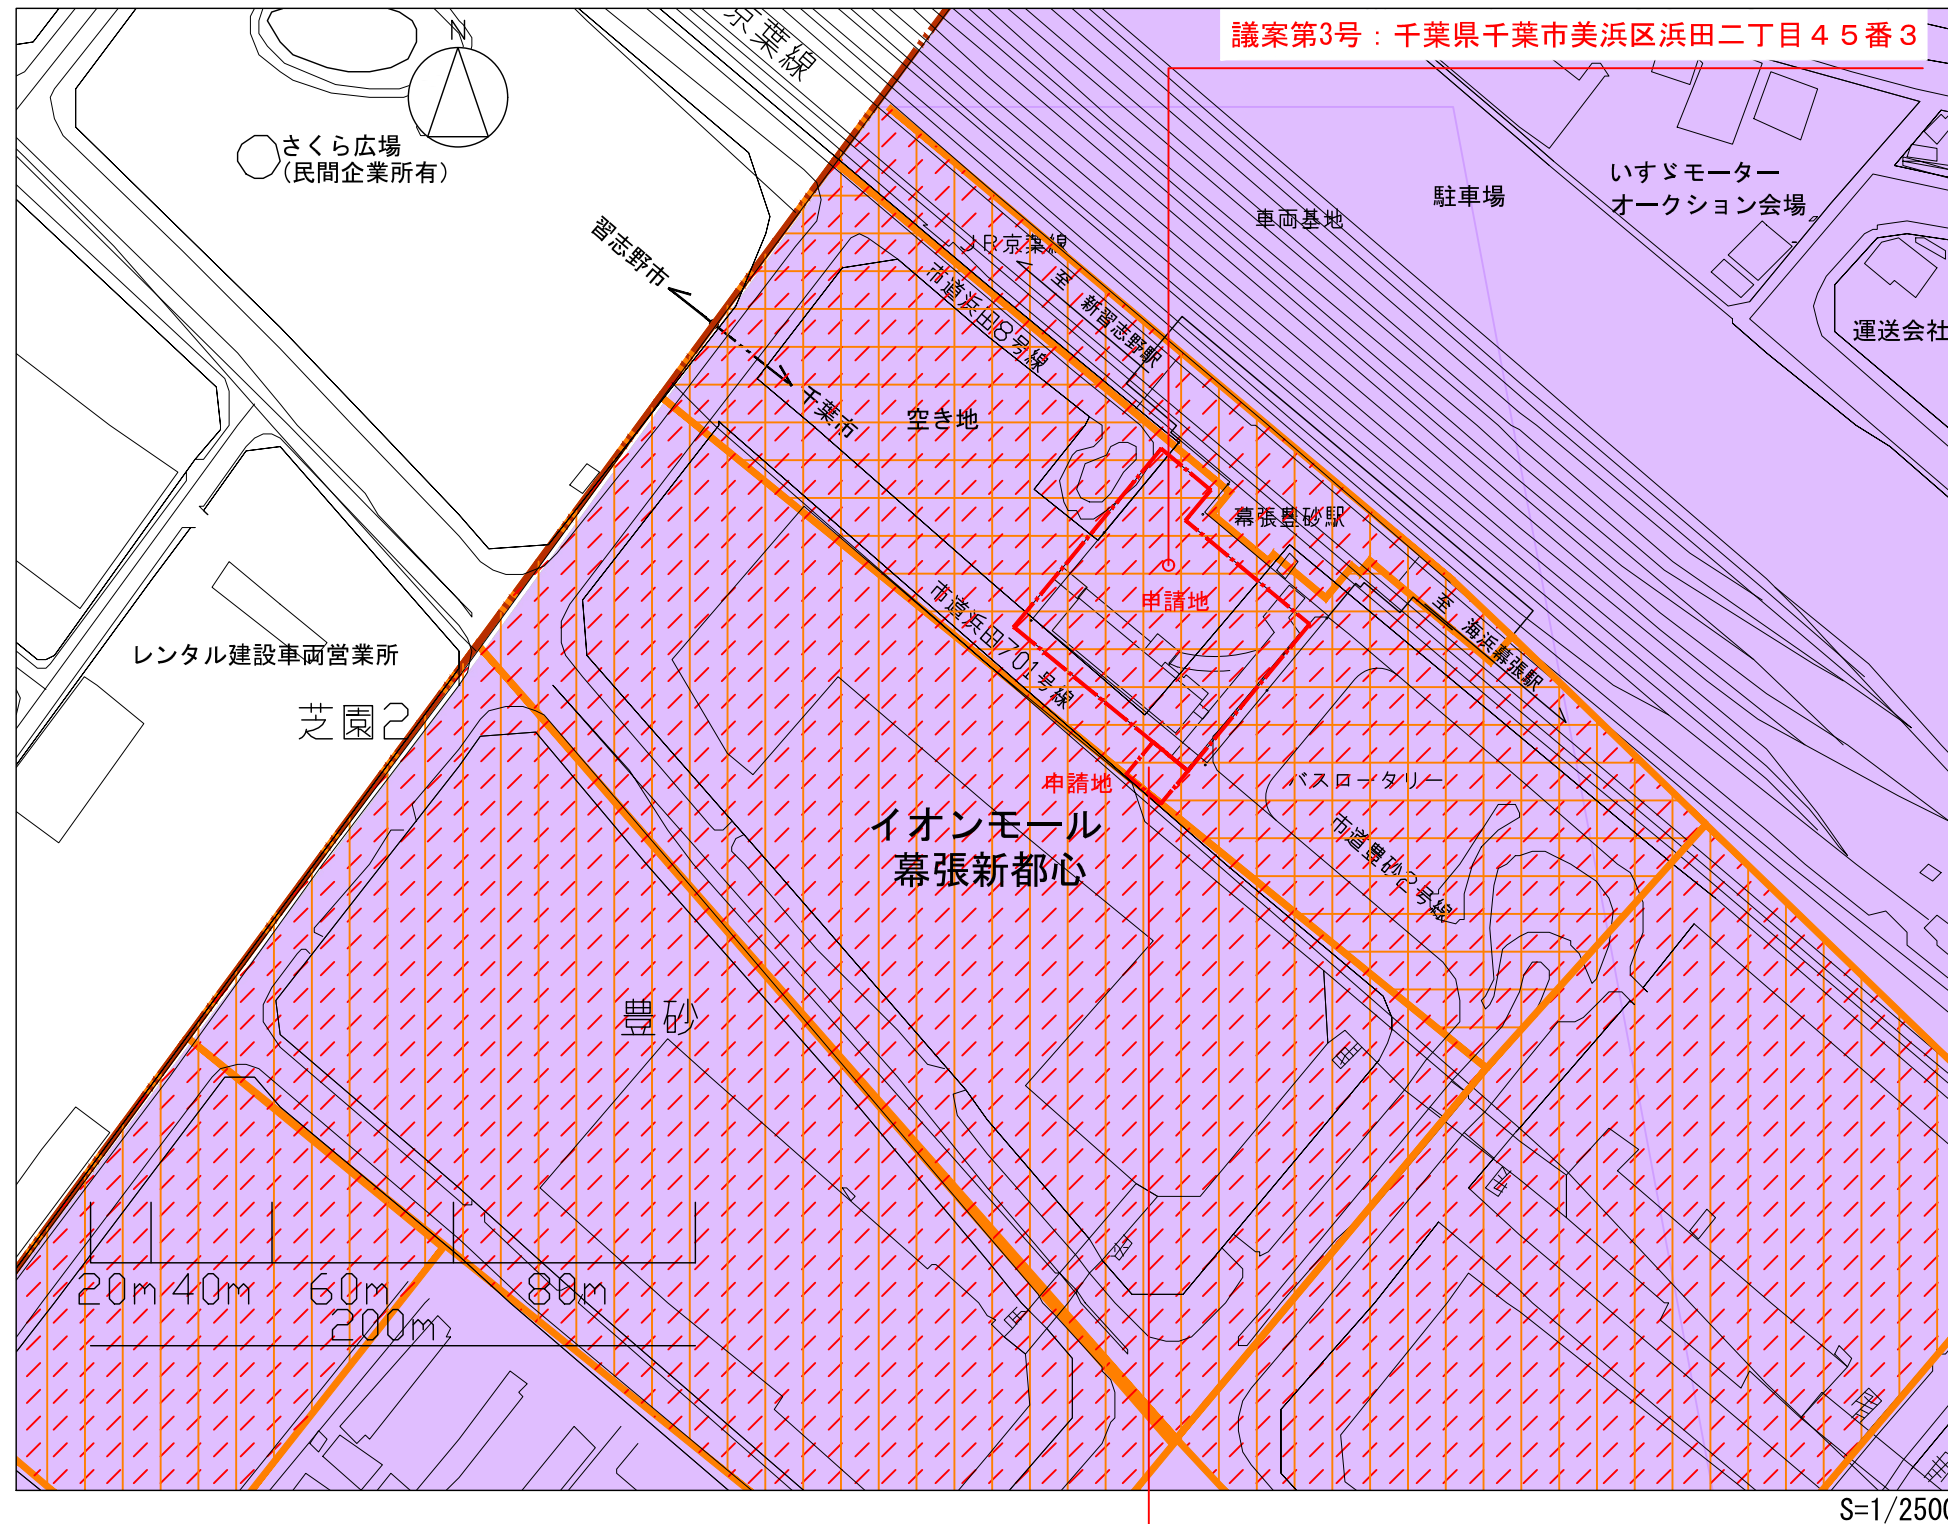 議案第3号：千葉県千葉市美浜区浜田二丁目４５番３
京葉線
N
さくら広場
(民間企業所有)
いすゞモーター
オークション会場
駐車場
車両基地
運送会社
習志野市
千葉市
JR京葉線
至 新習志野駅
市道浜田8号線
空き地
幕張豊砂駅
申請地
市道浜田701号線
至 海浜幕張駅
レンタル建設車両営業所
芝園2
申請地
バスロータリー
イオンモール
幕張新都心
市道豊砂2号線
豊砂
20m 40m 60m 80m
200m
S=1/2500